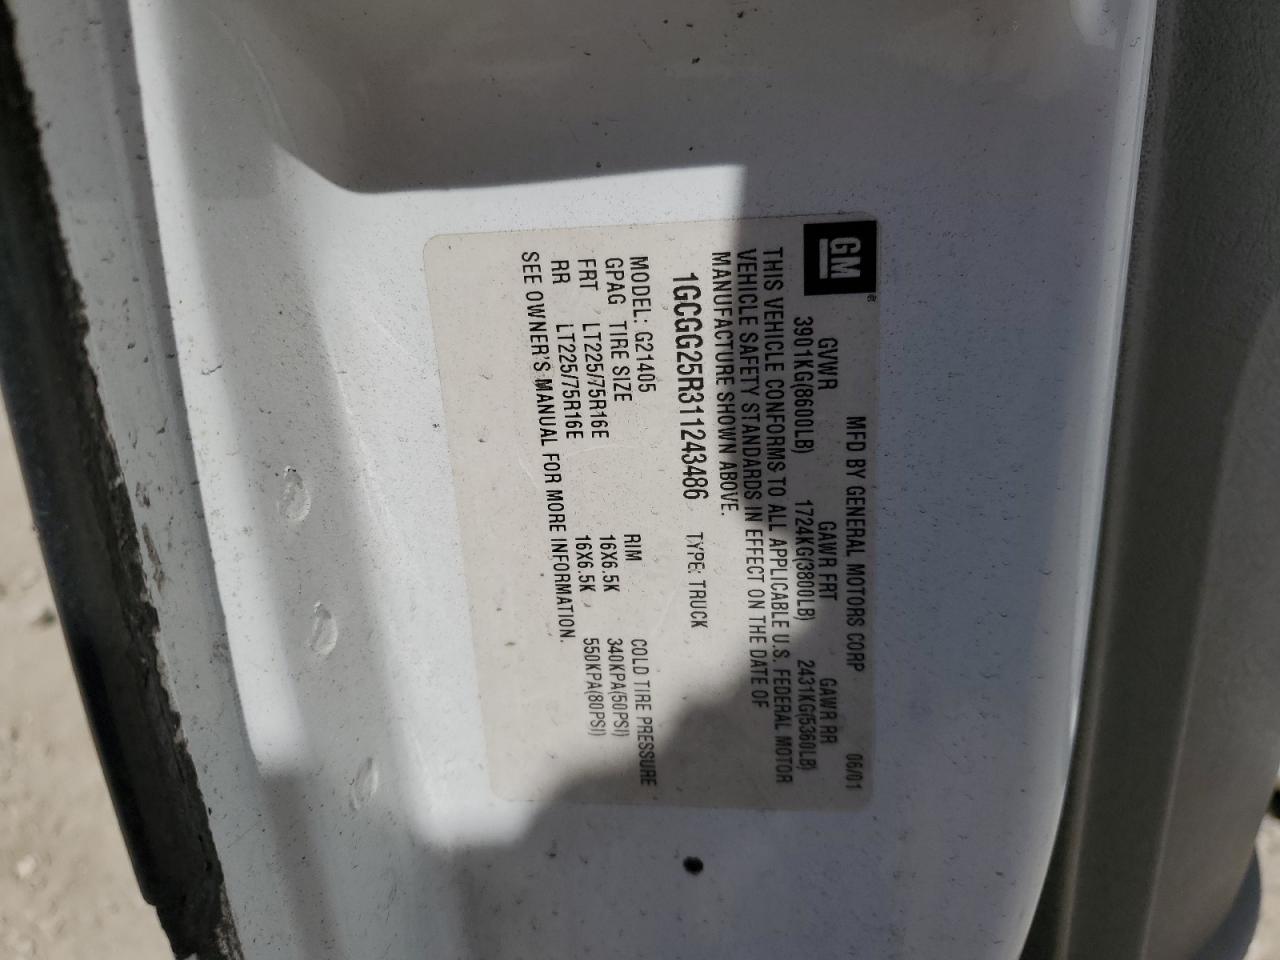 GM®
MFD BY GENERAL MOTORS CORP 06/01
GVWR GAWR FRT GAWR RR
3901KG(8600LB) 1724KG(3800LB) 2431KG(5360LB)
THIS VEHICLE CONFORMS TO ALL APPLICABLE U.S. FEDERAL MOTOR
VEHICLE SAFETY STANDARDS IN EFFECT ON THE DATE OF
MANUFACTURE SHOWN ABOVE.
1GCGG25R311243486 TYPE: TRUCK
MODEL: G21405
GPAG TIRE SIZE RIM COLD TIRE PRESSURE
FRT LT225/75R16E 16X6.5K 340KPA(50PSI)
RR LT225/75R16E 16X6.5K 550KPA(80PSI)
SEE OWNER'S MANUAL FOR MORE INFORMATION.